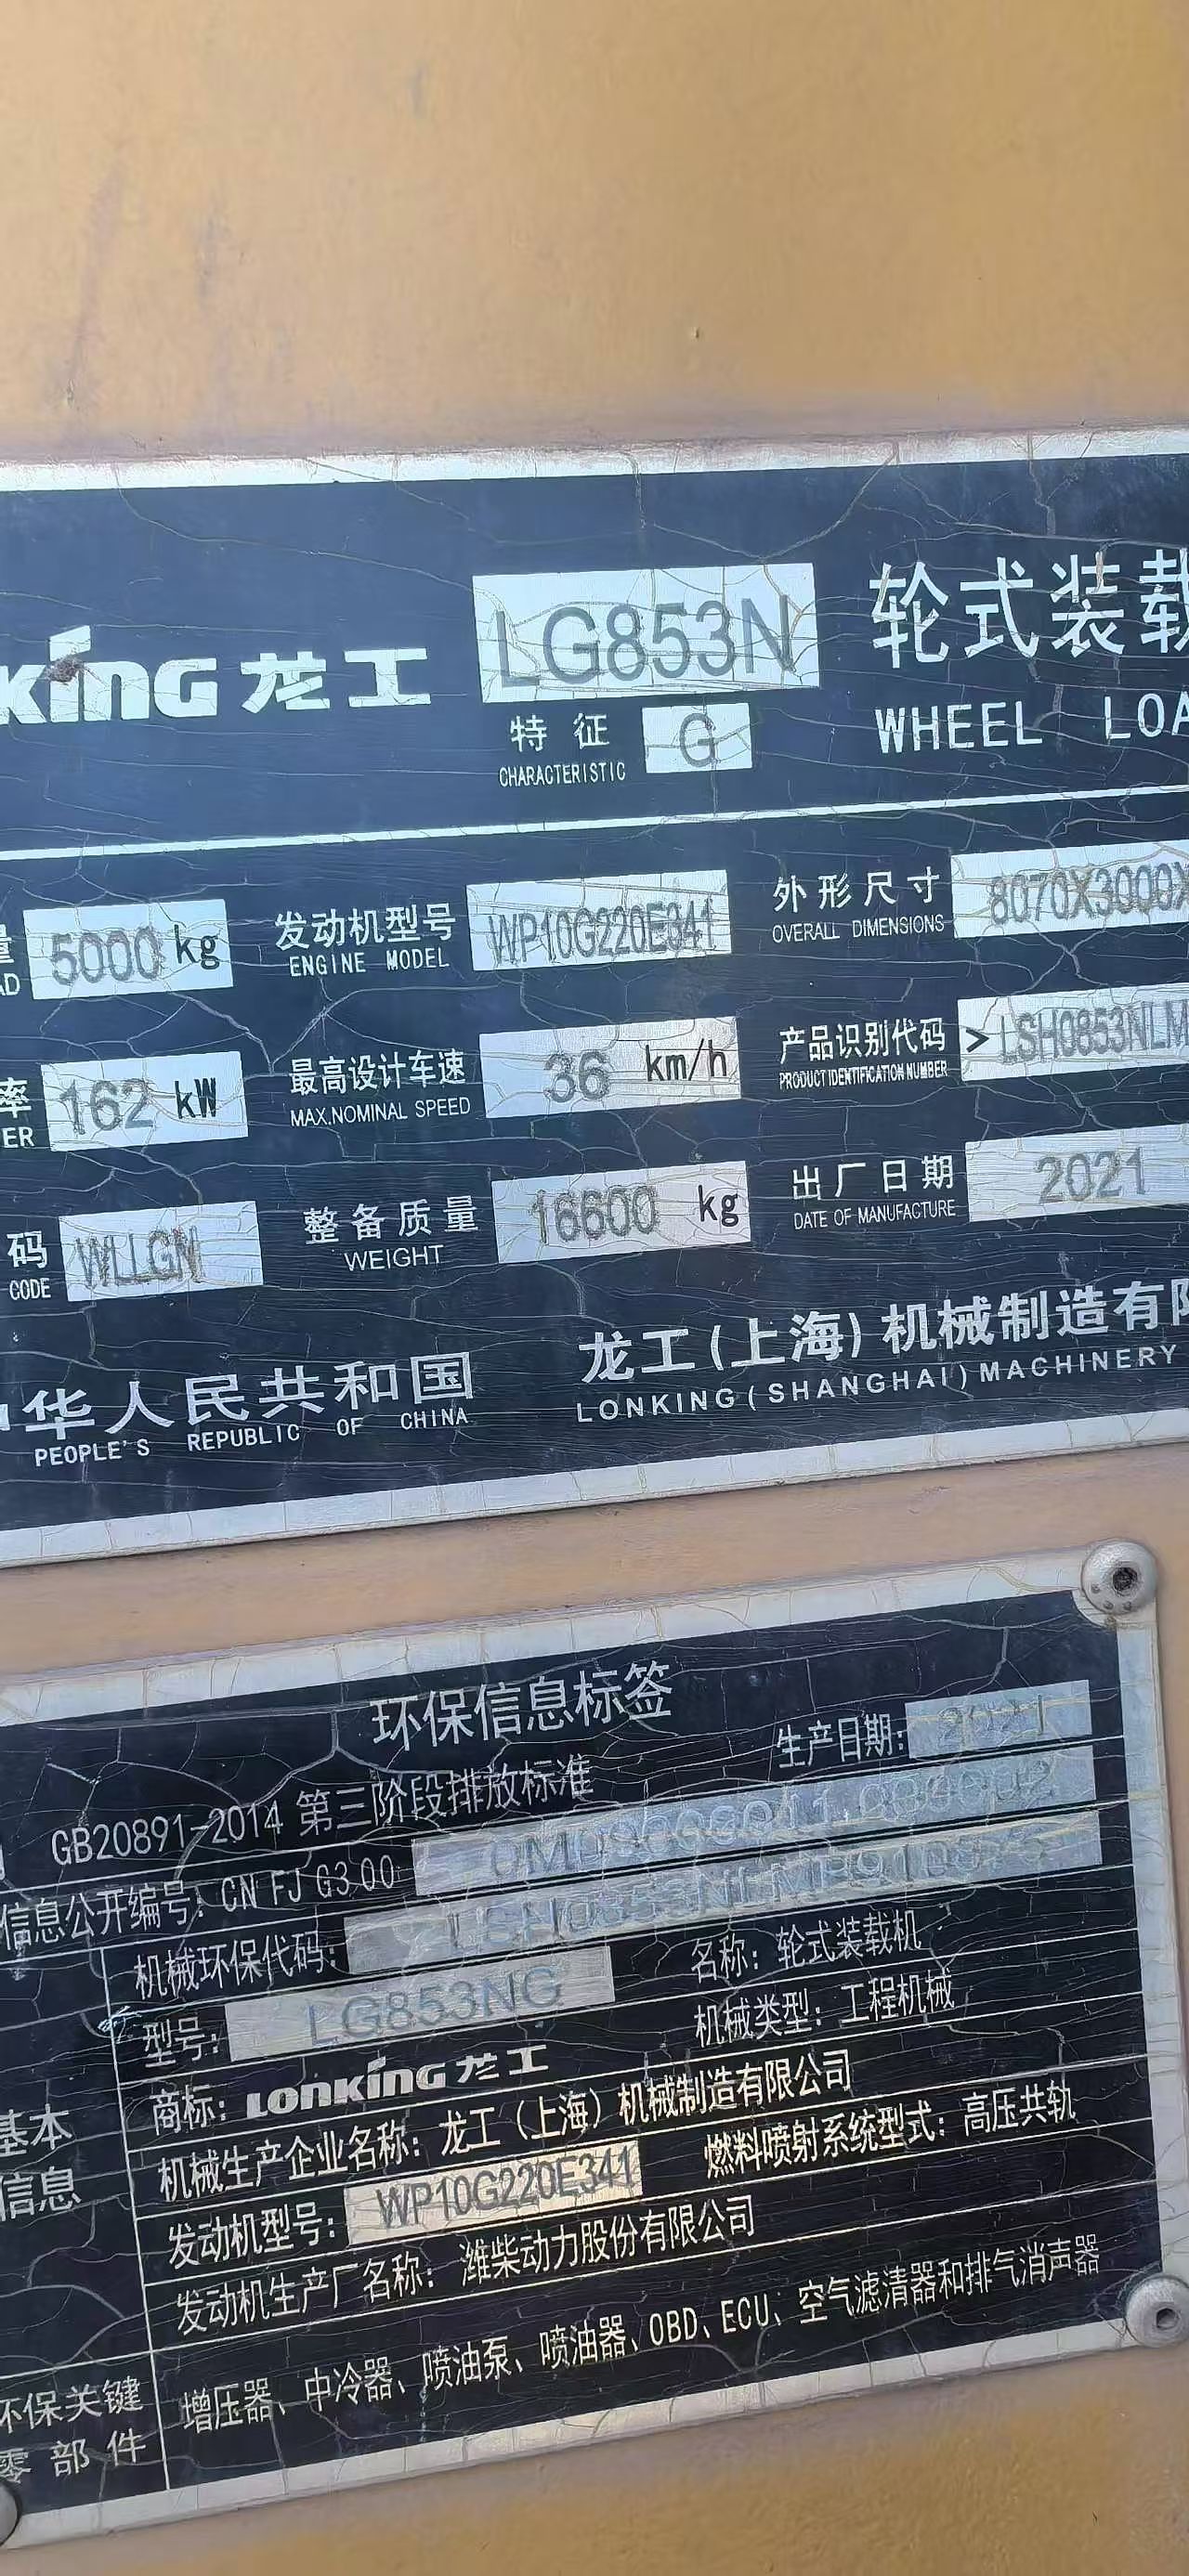 KING 龙工 LG853N 轮式装载
特征 G WHEEL LOA
CHARACTERISTIC
量 5000 kg 发动机型号 WP10G220E341 外形尺寸 8070X3000X
AD ENGINE MODEL OVERALL DIMENSIONS
率 162 kW 最高设计车速 36 km/h 产品识别代码 > LSH0853NLM
ER MAX.NOMINAL SPEED PRODUCT IDENTIFICATION NUMBER
码 WLLGN 整备质量 16600 kg 出厂日期 2021
CODE WEIGHT DATE OF MANUFACTURE
华人民共和国 龙工(上海)机械制造有限
PEOPLE'S REPUBLIC OF CHINA LONKING(SHANGHAI)MACHINERY
环保信息标签
GB20891-2014 第三阶段排放标准 生产日期: 2021
信息公开编号: CN FJ G3 00
机械环保代码:
型号: LG853NG 名称: 轮式装载机
商标: LONKING 龙工 机械类型: 工程机械
机械生产企业名称: 龙工（上海）机械制造有限公司
发动机型号: WP10G220E341 燃料喷射系统型式: 高压共轨
发动机生产厂名称: 潍柴动力股份有限公司
基本
信息
环保关键
零部件
增压器、中冷器、喷油泵、喷油器、OBD、ECU、空气滤清器和排气消声器